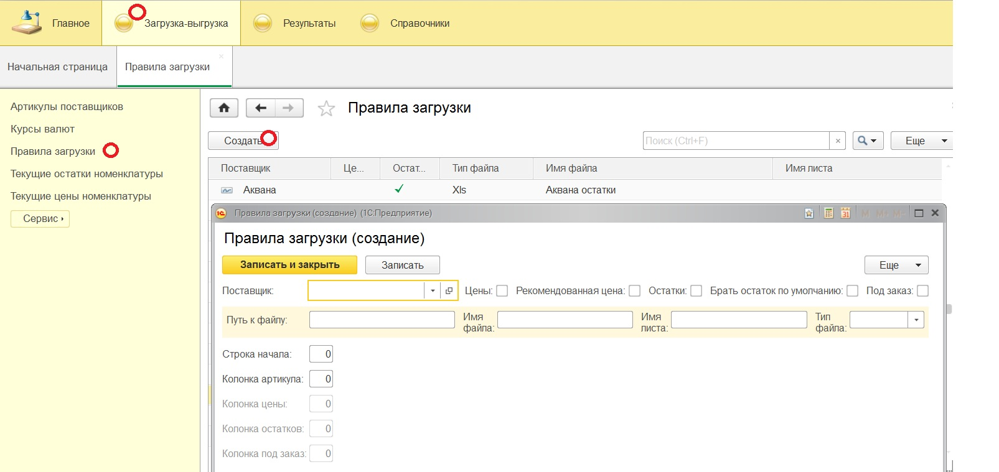 Главное
Загрузка-выгрузка
Результаты
Справочники
Начальная страница
Правила загрузки
Артикулы поставщиков
Курсы валют
Правила загрузки
Текущие остатки номенклатуры
Текущие цены номенклатуры
Сервис
Правила загрузки
Создать
Поиск (Ctrl+F)
Еще
Поставщик Це... Остат... Тип файла Имя файла Имя листа
Аквана Xls Аквана остатки
1С Правила загрузки (создание) (1С:Предприятие) 31 M M+ M-
Правила загрузки (создание)
Записать и закрыть Записать Еще
Поставщик: Цены: Рекомендованная цена: Остатки: Брать остаток по умолчанию: Под заказ:
Путь к файлу: Имя файла: Имя листа: Тип файла:
Строка начала: 0
Колонка артикула: 0
Колонка цены: 0
Колонка остатков: 0
Колонка под заказ: 0